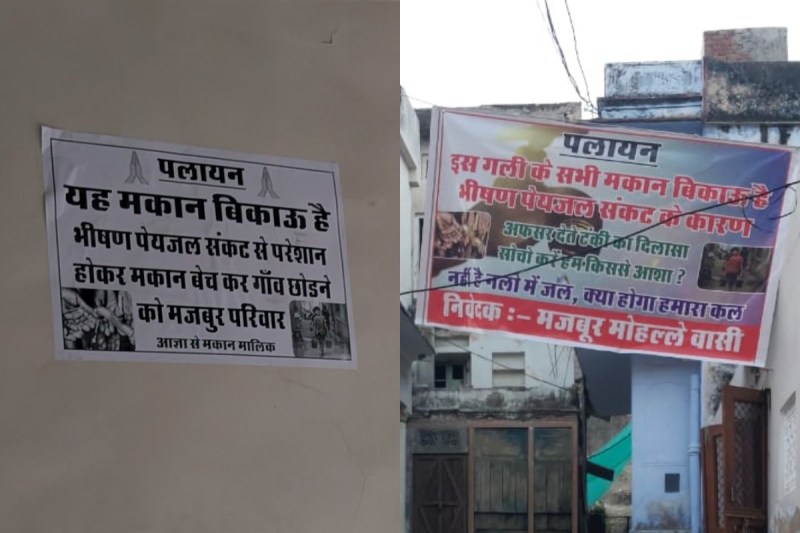 पलायन
यह मकान बिकाऊ है
भीषण पेयजल संकट से परेशान
होकर मकान बेच कर गाँव छोडने
को मजबुर परिवार
आज्ञा से मकान मालिक
पलायन
इस गली के सभी मकान बिकाऊ है
भीषण पेयजल संकट के कारण
अफसर देते टंकी का दिलासा
सोचो करें हम किससे आशा ?
नहीं है नलों में जल, क्या होगा हमारा कल
निवेदक :– मजबूर मोहल्ले वासी